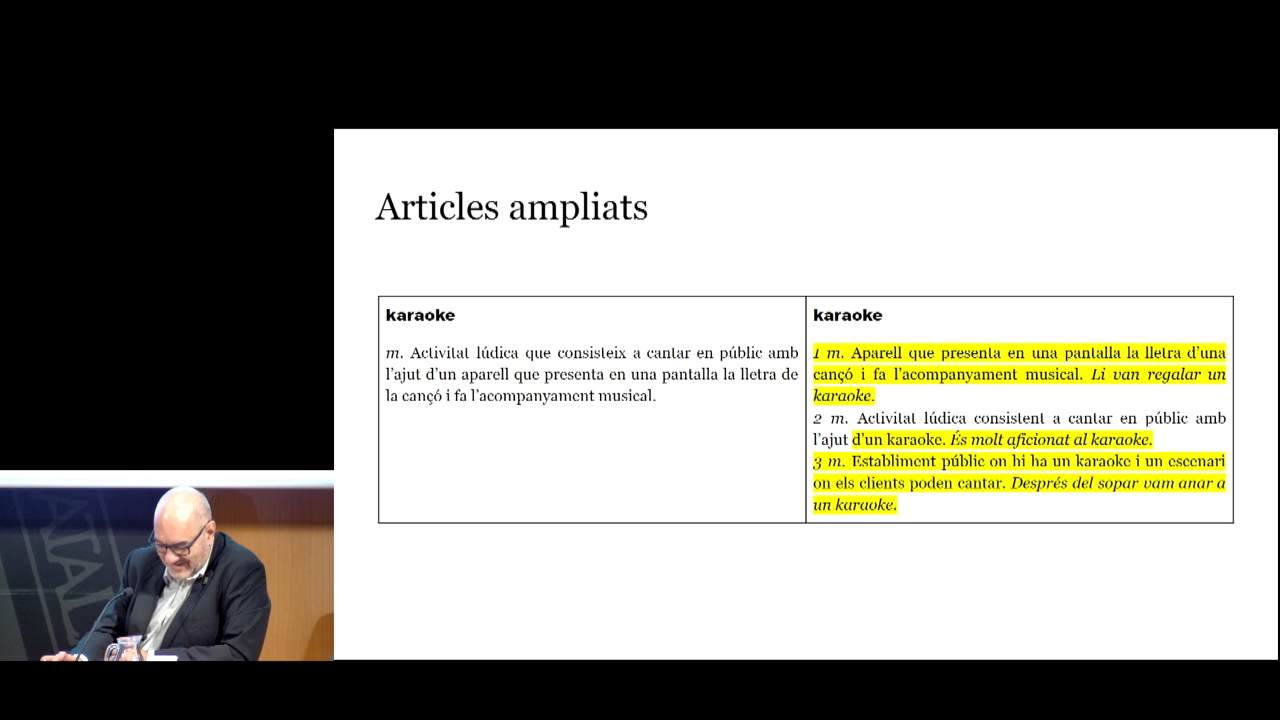 Articles ampliats
karaoke
m. Activitat lúdica que consisteix a cantar en públic amb
l'ajut d'un aparell que presenta en una pantalla la lletra de
la cançó i fa l'acompanyament musical.
karaoke
1 m. Aparell que presenta en una pantalla la lletra d'una
cançó i fa l'acompanyament musical. Li van regalar un
karaoke.
2 m. Activitat lúdica consistent a cantar en públic amb
l'ajut d'un karaoke. És molt aficionat al karaoke.
3 m. Establiment públic on hi ha un karaoke i un escenari
on els clients poden cantar. Després del sopar vam anar a
un karaoke.